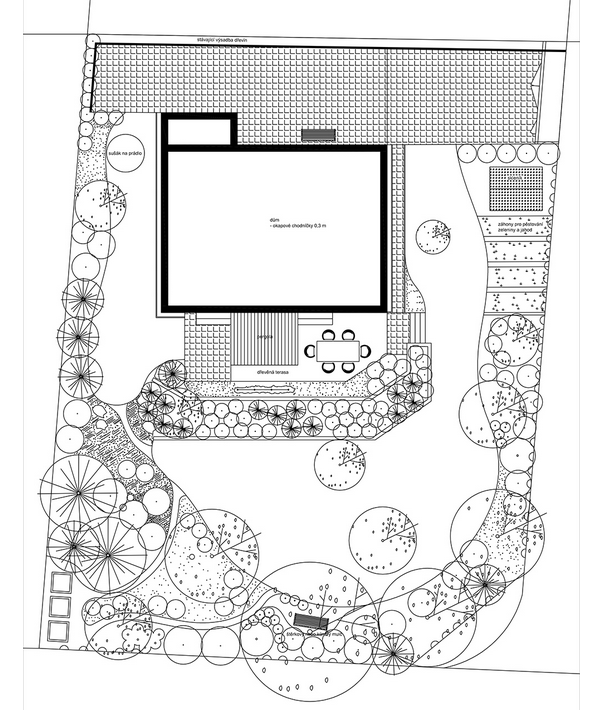 stávající výsadba dřevin
sušák na prádlo
dům
- okapové chodníčky 0,3 m
záhony pro pěstování
zeleniny a jahod
pergola
dřevěná terasa